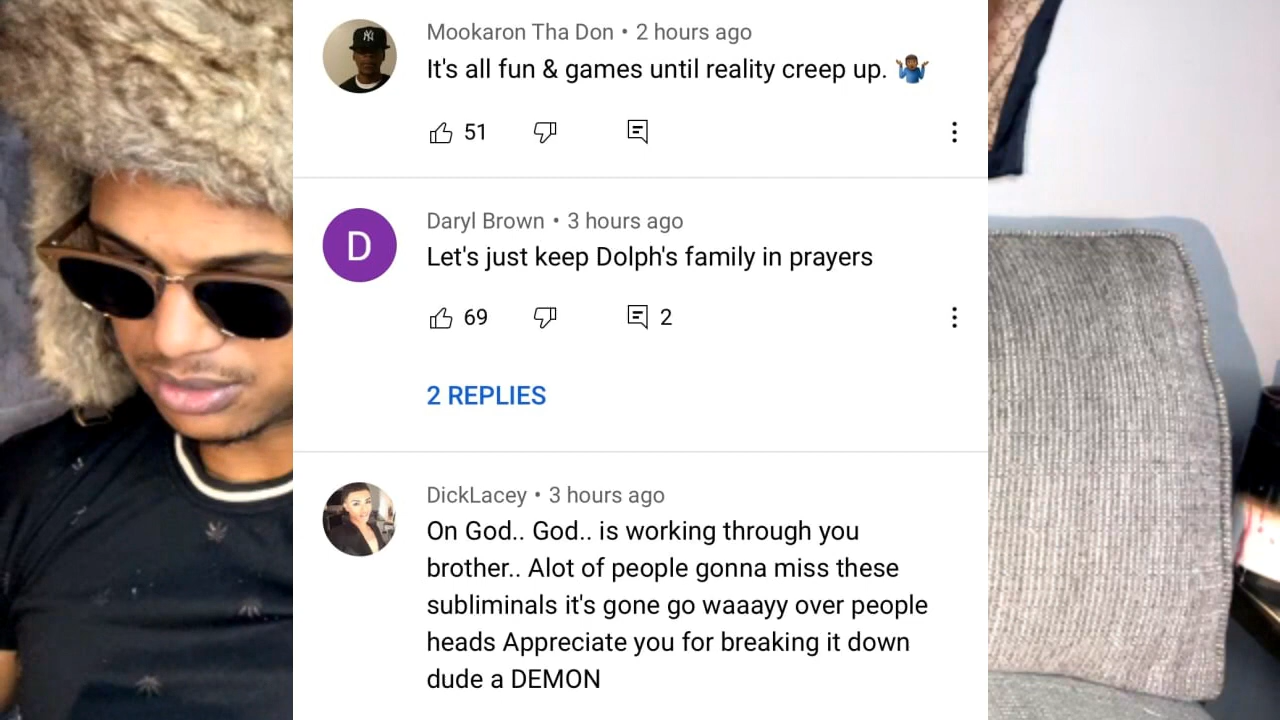 Mookaron Tha Don • 2 hours ago
It's all fun & games until reality creep up. 🤷🏾‍♂️
51
D
Daryl Brown • 3 hours ago
Let's just keep Dolph's family in prayers
69
2
2 REPLIES
DickLacey • 3 hours ago
On God.. God.. is working through you
brother.. Alot of people gonna miss these
subliminals it's gone go waaayy over people
heads Appreciate you for breaking it down
dude a DEMON